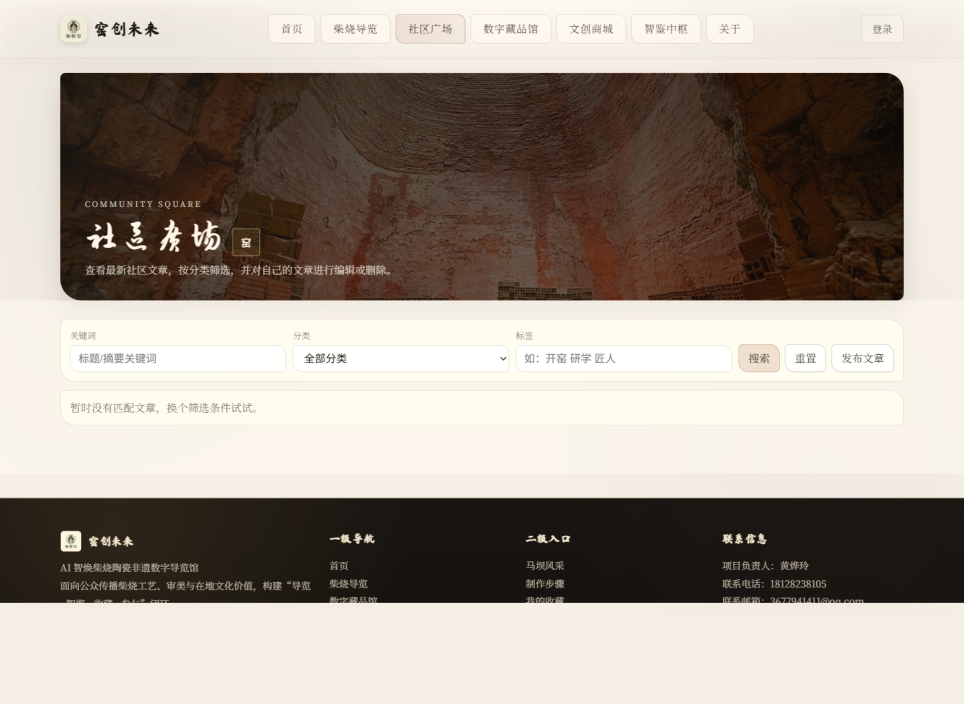 窑创未来
首页
柴烧导览
社区广场
数字藏品馆
文创商城
智鉴中枢
关于
登录
COMMUNITY SQUARE
社区广场
窑
查看最新社区文章，按分类筛选，并对自己的文章进行编辑或删除。
关键词
分类
标签
标题/摘要关键词
全部分类
如：开窑 研学 匠人
搜索
重置
发布文章
暂时没有匹配文章，换个筛选条件试试。
窑创未来
AI 智焕柴烧陶瓷非遗数字导览馆
面向公众传播柴烧工艺、审美与在地文化价值，构建“导览
一级导航
首页
柴烧导览
数字藏品馆
二级入口
马坝风采
制作步骤
我的收藏
联系信息
项目负责人：黄烨玲
联系电话：18128238105
联系邮箱：3677941411@qq.com